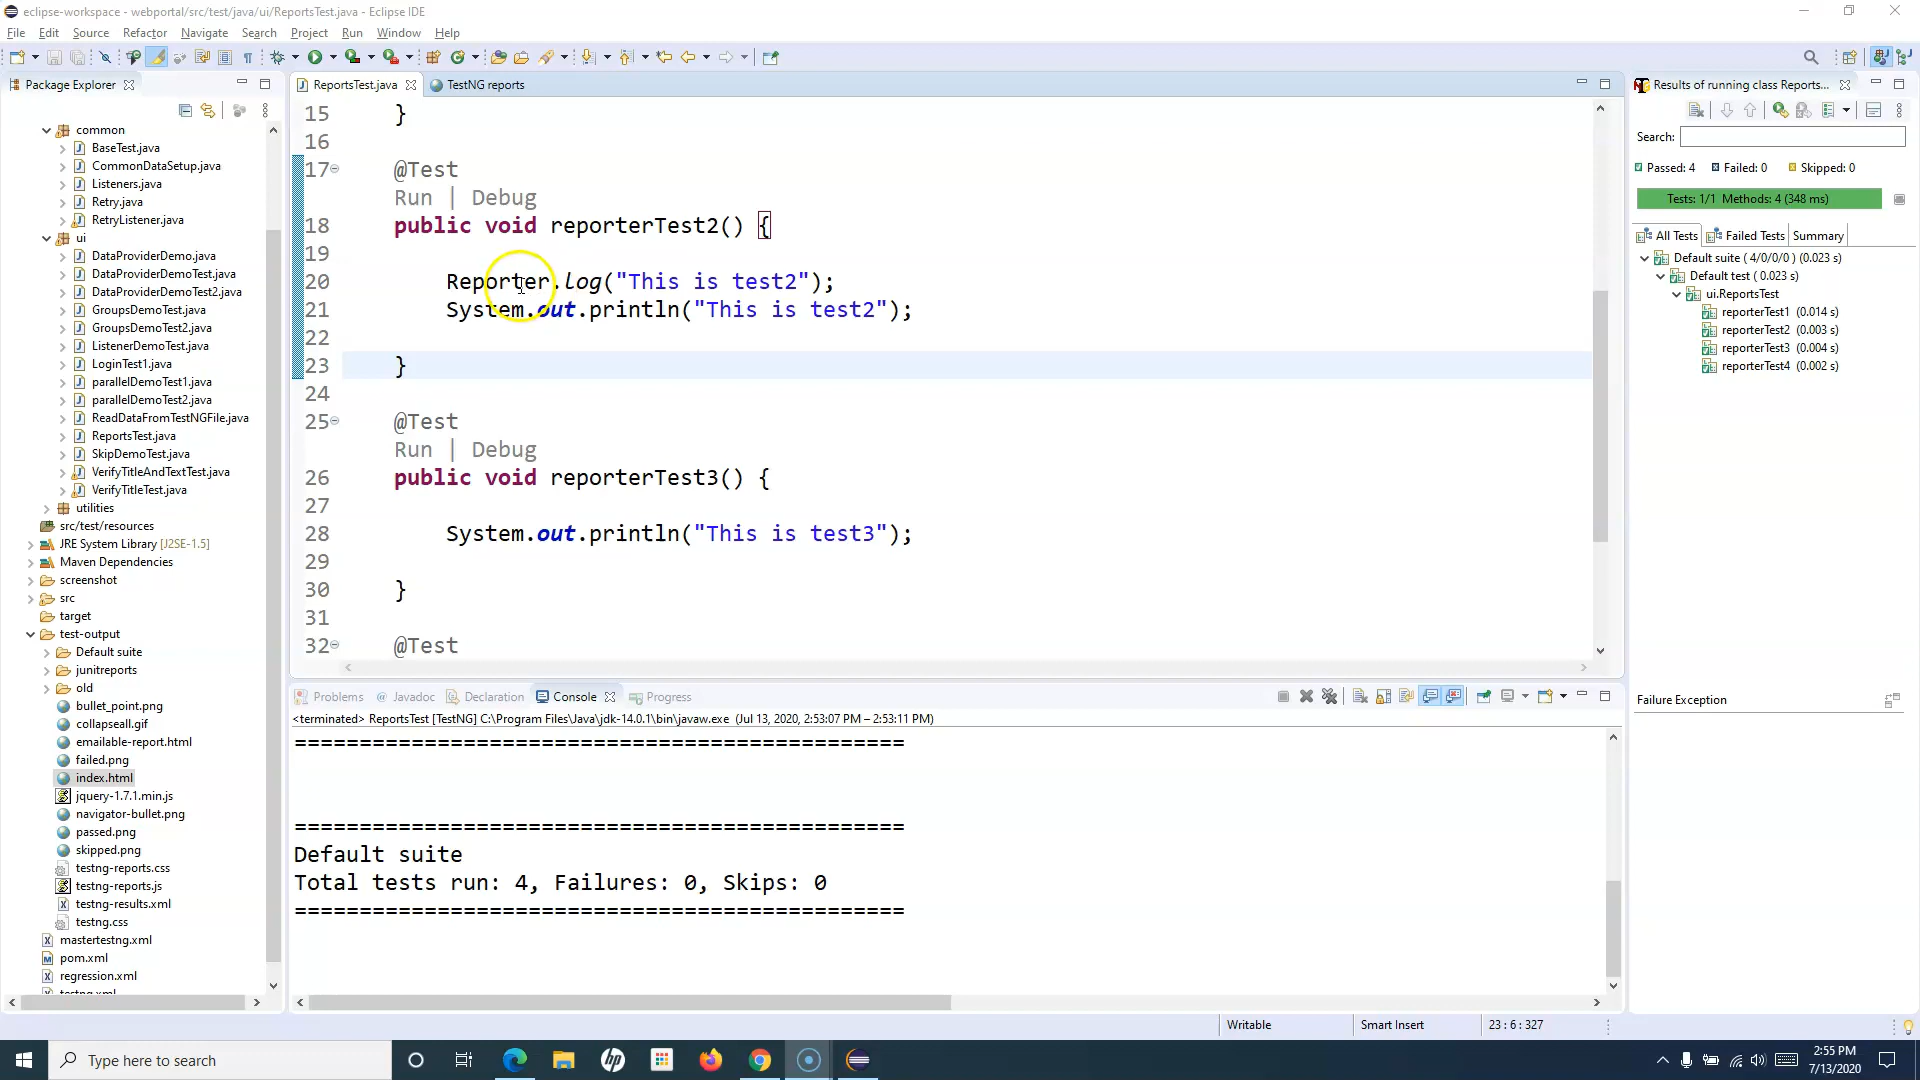 eclipse-workspace - webportal/src/test/java/ui/ReportsTest.java - Eclipse IDE
File Edit Source Refactor Navigate Search Project Run Window Help
Package Explorer
common
BaseTest.java
CommonDataSetup.java
Listeners.java
Retry.java
RetryListener.java
ui
DataProviderDemo.java
DataProviderDemoTest.java
DataProviderDemoTest2.java
GroupsDemoTest.java
GroupsDemoTest2.java
ListenerDemoTest.java
LoginTest1.java
parallelDemoTest1.java
parallelDemoTest2.java
ReadDataFromTestNGFile.java
ReportsTest.java
SkipDemoTest.java
VerifyTitleAndTextTest.java
VerifyTitleTest.java
utilities
src/test/resources
JRE System Library [J2SE-1.5]
Maven Dependencies
screenshot
src
target
test-output
Default suite
junitreports
old
bullet_point.png
collapseall.gif
emailable-report.html
failed.png
index.html
jquery-1.7.1.min.js
navigator-bullet.png
passed.png
skipped.png
testng-reports.css
testng-reports.js
testng-results.xml
testng.css
mastertestng.xml
pom.xml
regression.xml
testng.xml
ReportsTest.java TestNG reports
15 }
16
17 @Test
Run | Debug
18 public void reporterTest2() {
19
20 Reporter.log("This is test2");
21 System.out.println("This is test2");
22
23 }
24
25 @Test
Run | Debug
26 public void reporterTest3() {
27
28 System.out.println("This is test3");
29
30 }
31
32 @Test
Problems @ Javadoc Declaration Console Progress
<terminated> ReportsTest [TestNG] C:\Program Files\Java\jdk-14.0.1\bin\javaw.exe (Jul 13, 2020, 2:53:07 PM – 2:53:11 PM)
===============================================
===============================================
Default suite
Total tests run: 4, Failures: 0, Skips: 0
===============================================
Results of running class Reports...
Search:
Passed: 4 Failed: 0 Skipped: 0
Tests: 1/1 Methods: 4 (348 ms)
All Tests Failed Tests Summary
Default suite ( 4/0/0/0 ) (0.023 s)
Default test ( 0.023 s)
ui.ReportsTest
reporterTest1 (0.014 s)
reporterTest2 (0.003 s)
reporterTest3 (0.004 s)
reporterTest4 (0.002 s)
Failure Exception
Writable Smart Insert 23 : 6 : 327
Type here to search
hp
2:55 PM
7/13/2020